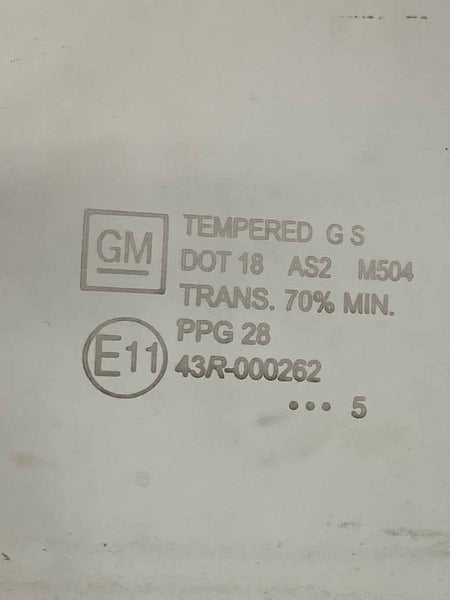 GM
TEMPERED G S
DOT 18 AS2 M504
TRANS. 70% MIN.
PPG 28
E11
43R-000262
••• 5